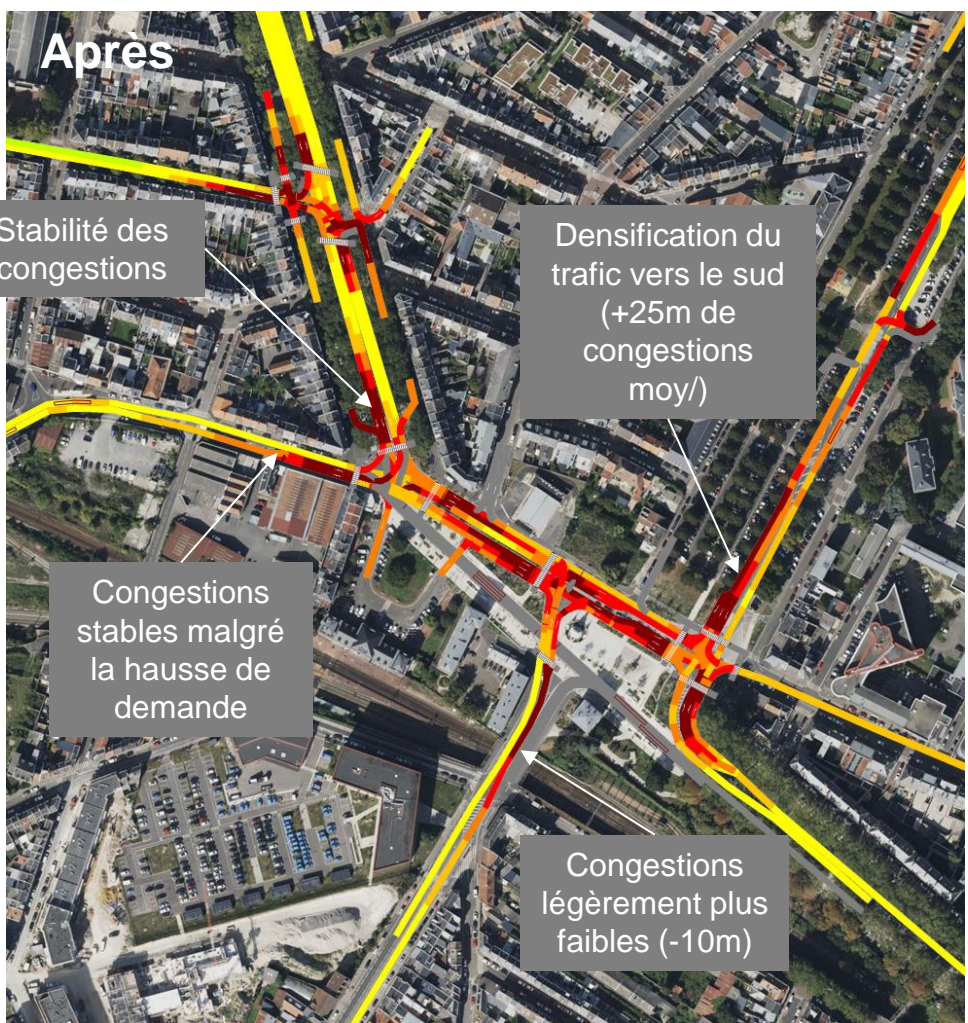 Après
Stabilité des
congestions
Densification du
trafic vers le sud
(+25m de
congestions
moy/)
Congestions
stables malgré
la hausse de
demande
Congestions
légèrement plus
faibles (-10m)